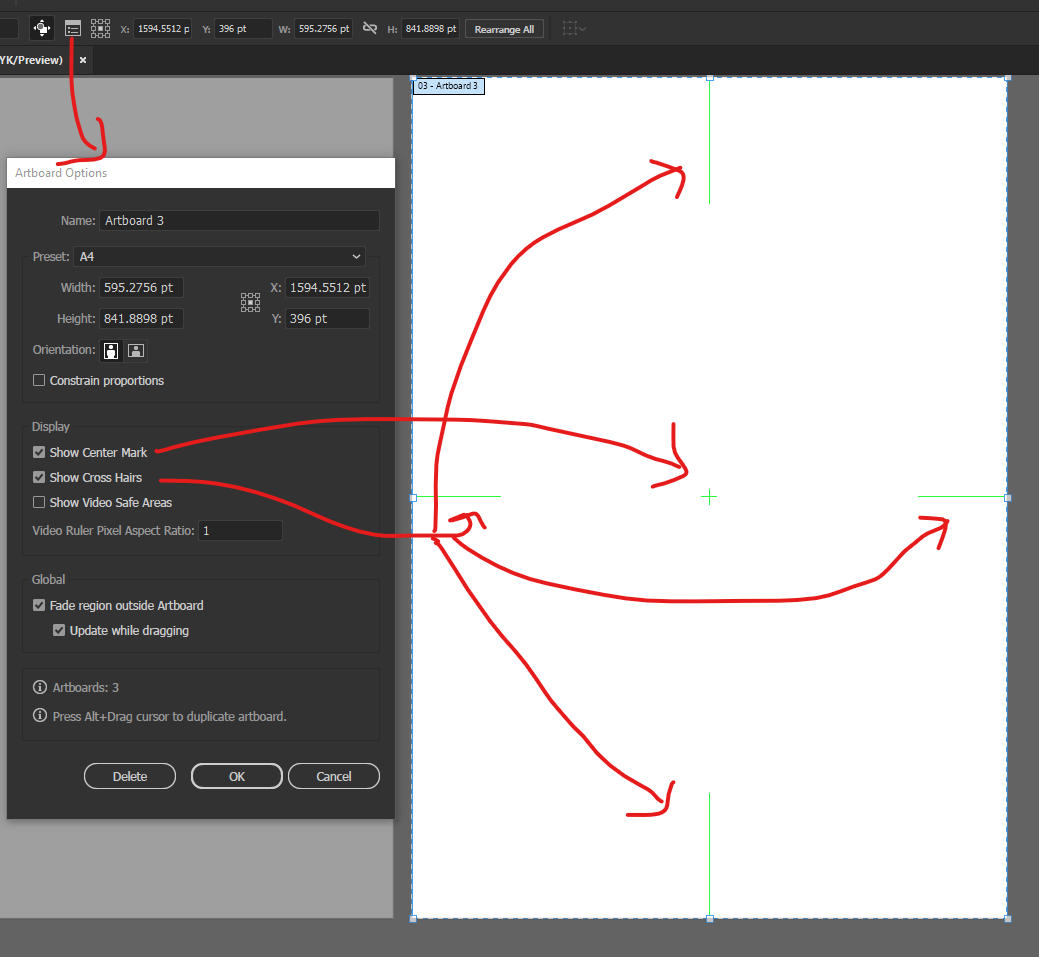 X: 1594.5512 p Y: 396 pt W: 595.2756 pt H: 841.8898 pt Rearrange All
YK/Preview) ×
03 - Artboard 3
Artboard Options
Name: Artboard 3
Preset: A4
Width: 595.2756 pt X: 1594.5512 pt
Height: 841.8898 pt Y: 396 pt
Orientation:
Constrain proportions
Display
Show Center Mark
Show Cross Hairs
Show Video Safe Areas
Video Ruler Pixel Aspect Ratio: 1
Global
Fade region outside Artboard
Update while dragging
Artboards: 3
Press Alt+Drag cursor to duplicate artboard.
Delete OK Cancel